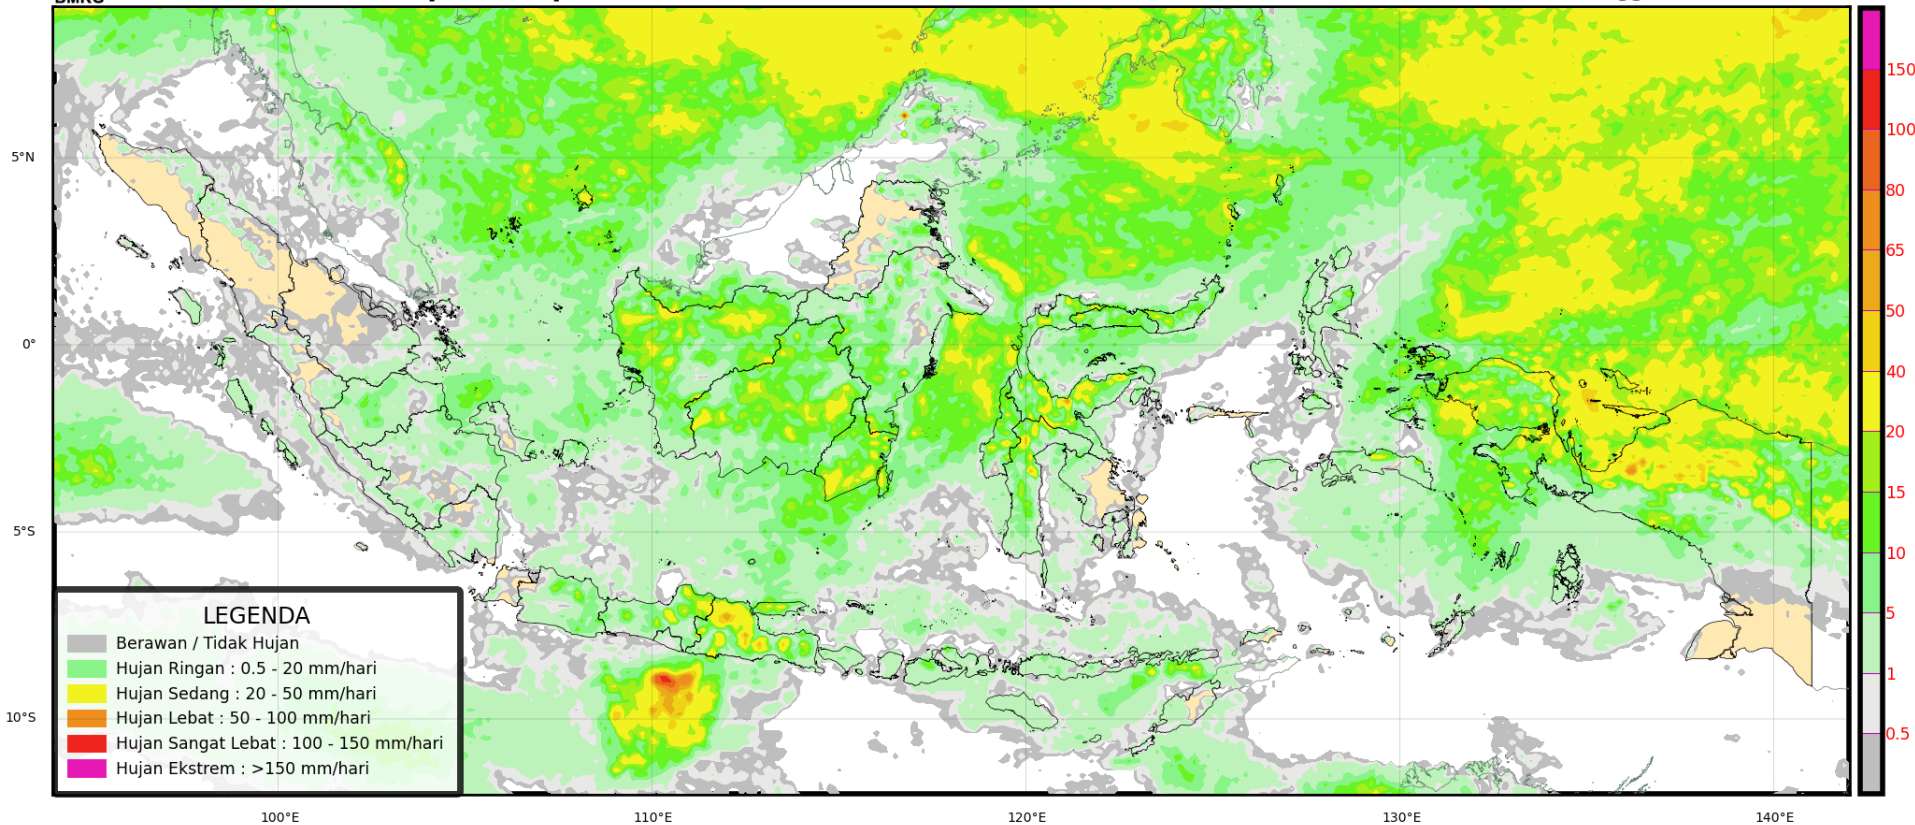 BMKG
5°N
0°
5°S
10°S
LEGENDA
Berawan / Tidak Hujan
Hujan Ringan : 0.5 - 20 mm/hari
Hujan Sedang : 20 - 50 mm/hari
Hujan Lebat : 50 - 100 mm/hari
Hujan Sangat Lebat : 100 - 150 mm/hari
Hujan Ekstrem : >150 mm/hari
100°E
110°E
120°E
130°E
140°E
150
100
80
65
50
40
20
15
10
5
1
0.5